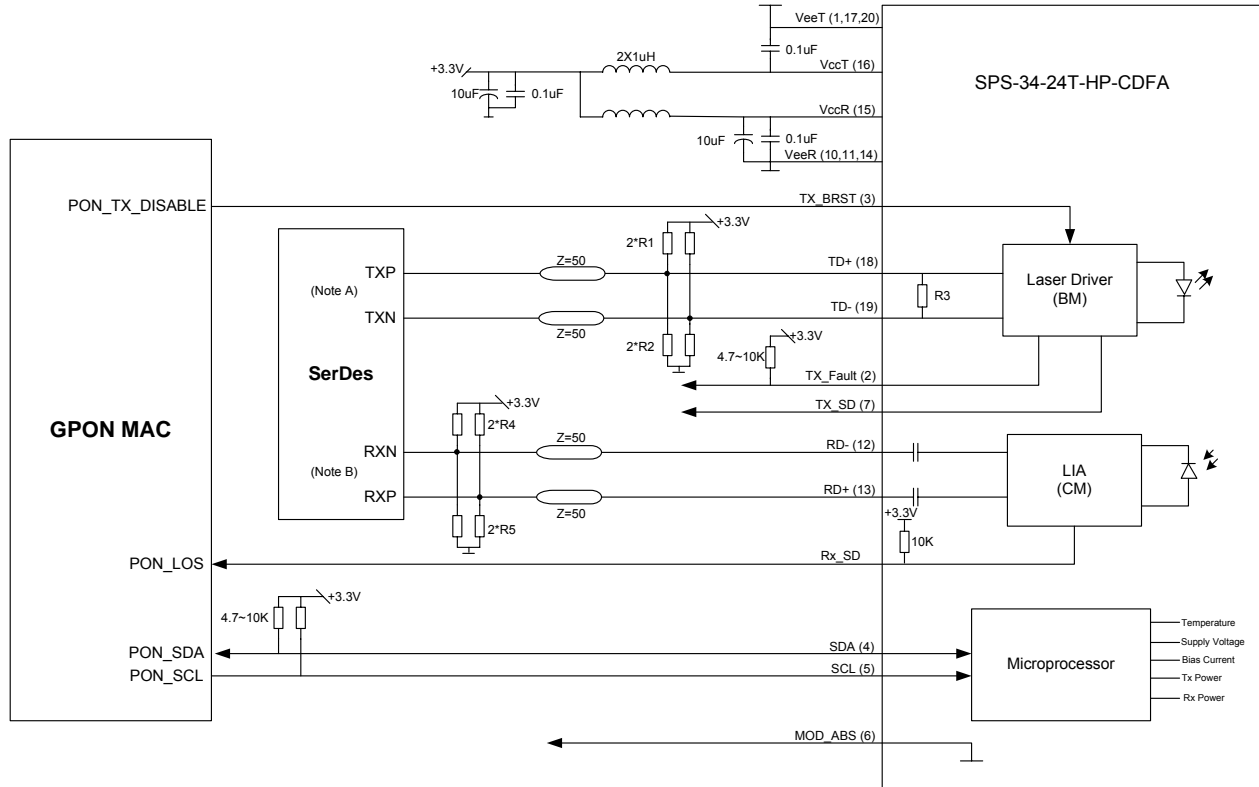 VeeT (1,17,20)
0.1uF
2X1uH
+3.3V
VccT (16)
SPS-34-24T-HP-CDFA
10uF
0.1uF
VccR (15)
10uF
0.1uF
VeeR (10,11,14)
PON_TX_DISABLE
TX_BRST (3)
+3.3V
2*R1
TXP
Z=50
TD+ (18)
(Note A)
R3
Laser Driver
(BM)
TXN
Z=50
TD- (19)
2*R2
+3.3V
4.7~10K
SerDes
TX_Fault (2)
TX_SD (7)
+3.3V
2*R4
GPON MAC
RXN
Z=50
RD- (12)
(Note B)
LIA
(CM)
RXP
Z=50
RD+ (13)
+3.3V
2*R5
10K
PON_LOS
Rx_SD
+3.3V
4.7~10K
PON_SDA
SDA (4)
PON_SCL
SCL (5)
Microprocessor
Temperature
Supply Voltage
Bias Current
Tx Power
Rx Power
MOD_ABS (6)